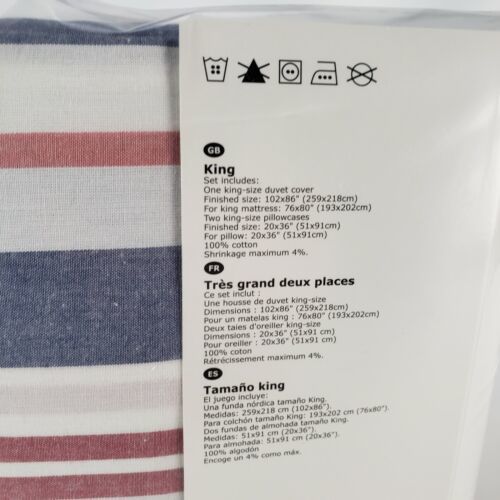 GB
King
Set includes:
One king-size duvet cover
Finished size: 102x86" (259x218cm)
For king mattress: 76x80" (193x202cm)
Two king-size pillowcases
Finished size: 20x36" (51x91cm)
For pillow: 20x36" (51x91cm)
100% cotton
Shrinkage maximum 4%.
FR
Très grand deux places
Ce set inclut :
Une housse de duvet king-size
Dimensions : 102x86" (259x218cm)
Pour un matelas king : 76x80" (193x202cm)
Deux taies d'oreiller king-size
Dimensions : 20x36" (51x91 cm)
Pour oreiller : 20x36" (51x91 cm)
100% coton
Rétrécissement maximum 4%.
ES
Tamaño king
El juego incluye:
Una funda nórdica tamaño King.
Medidas: 259x218 cm (102x86").
Para colchón tamaño King: 193x202 cm (76x80").
Dos fundas de almohada tamaño King.
Medidas: 51x91 cm (20x36").
Para almohada: 51x91 cm (20x36").
100% algodón
Encoge un 4% como máx.